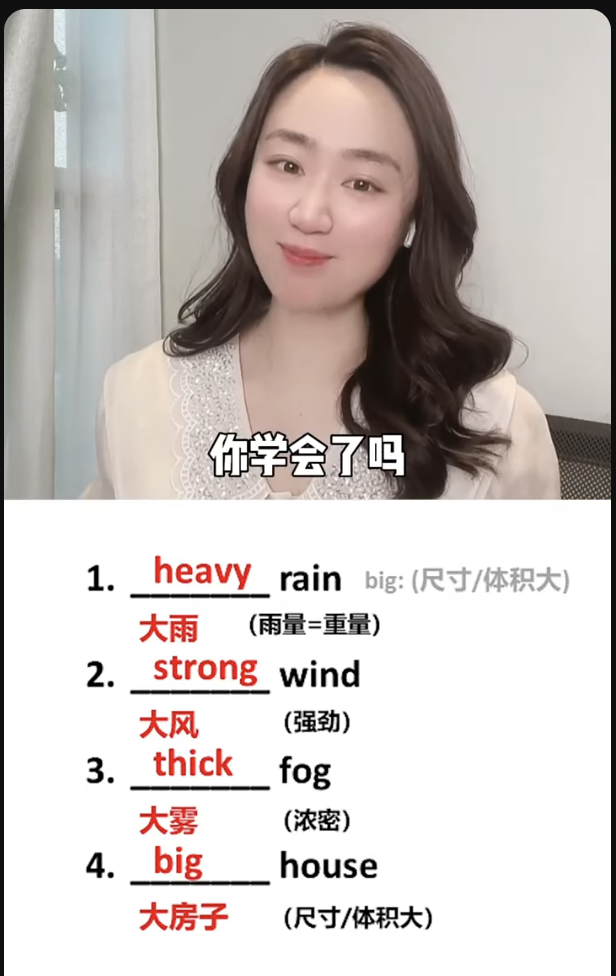 你学会了吗
1. heavy rain big: (尺寸/体积大)
大雨 (雨量=重量)
2. strong wind
大风 (强劲)
3. thick fog
大雾 (浓密)
4. big house
大房子 (尺寸/体积大)